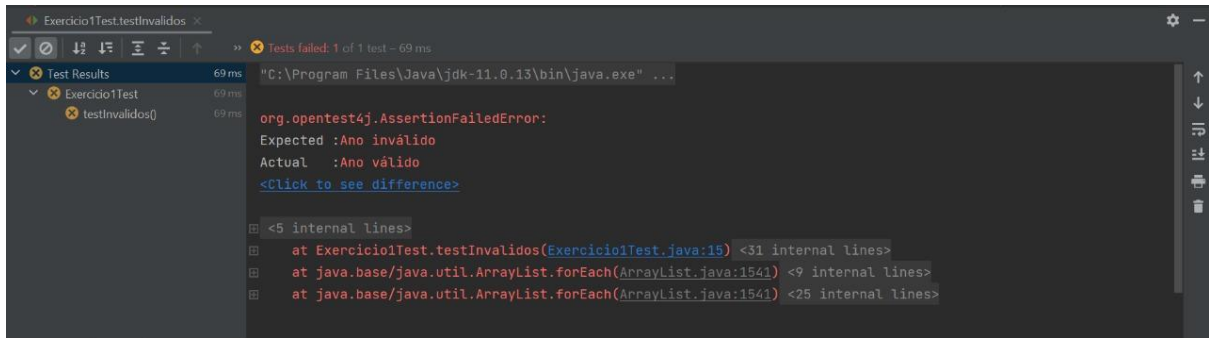 Exercicio1Test.testInvalidos
Tests failed: 1 of 1 test – 69 ms
Test Results 69 ms
Exercicio1Test 69 ms
testInvalidos() 69 ms
"C:\Program Files\Java\jdk-11.0.13\bin\java.exe" ...
org.opentest4j.AssertionFailedError:
Expected :Ano inválido
Actual :Ano válido
<Click to see difference>
<5 internal lines>
at Exercicio1Test.testInvalidos(Exercicio1Test.java:15) <31 internal lines>
at java.base/java.util.ArrayList.forEach(ArrayList.java:1541) <9 internal lines>
at java.base/java.util.ArrayList.forEach(ArrayList.java:1541) <25 internal lines>